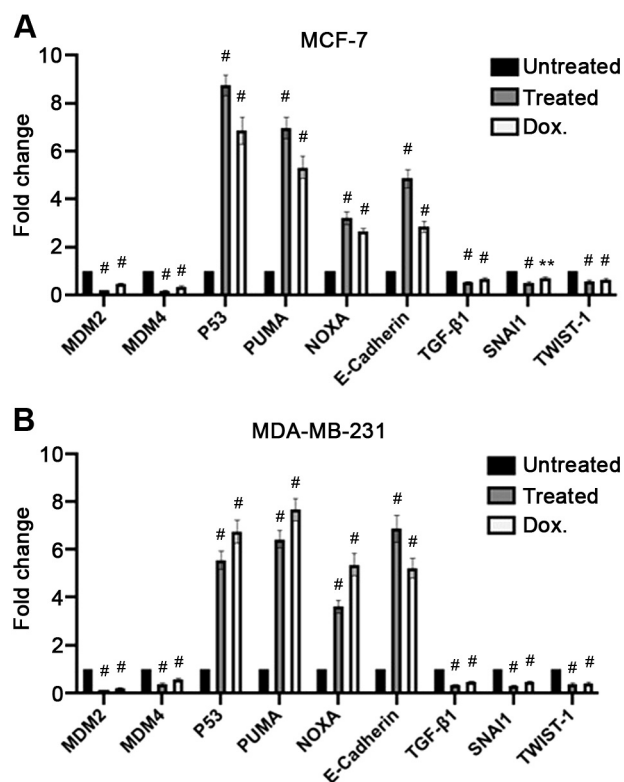 A
MCF-7
10
8
6
4
2
0
Fold change
Untreated
Treated
Dox.
# # # # # # # # # # # # # # # # # **
# #
MDM2 MDM4 P53 PUMA NOXA E-Cadherin TGF-β1 SNAI1 TWIST-1
B
MDA-MB-231
10
8
6
4
2
0
Fold change
Untreated
Treated
Dox.
# # # # # # # # # # # # # # # # # #
MDM2 MDM4 P53 PUMA NOXA E-Cadherin TGF-β1 SNAI1 TWIST-1